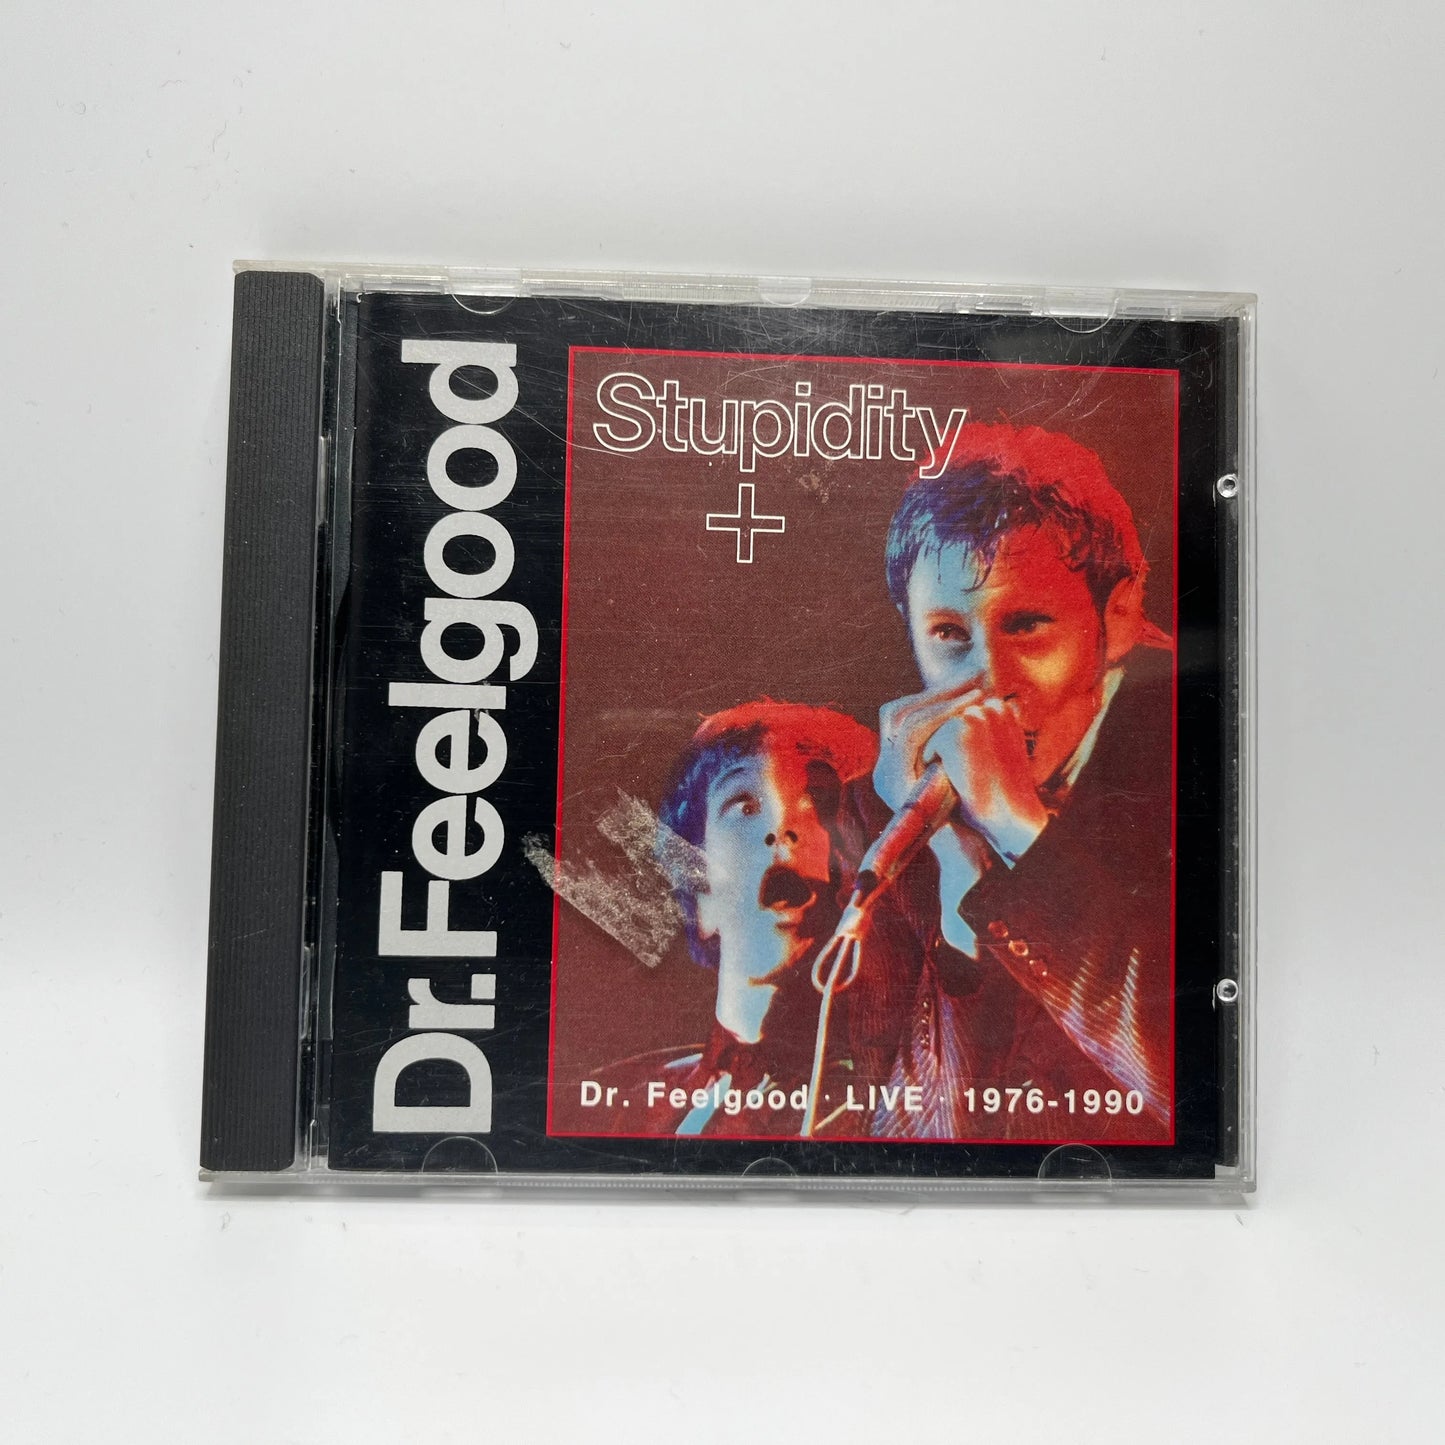 Dr. Feelgood
Stupidity
+
Dr. Feelgood · LIVE · 1976-1990